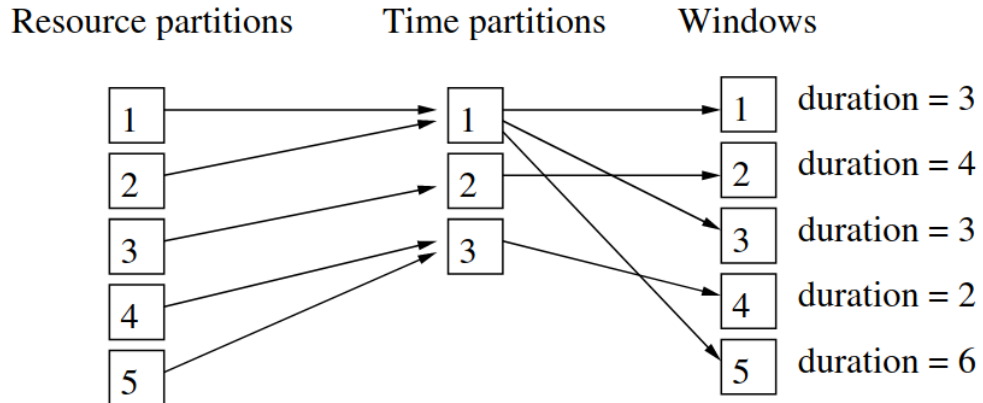 Resource partitions Time partitions Windows
1 1 1 duration = 3
2 2 2 duration = 4
3 3 3 duration = 3
4 4 duration = 2
5 5 duration = 6